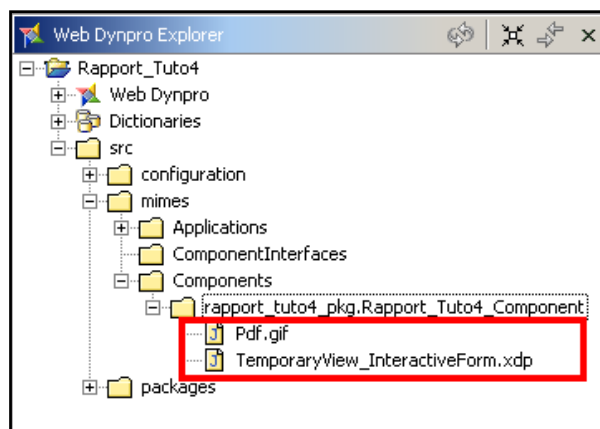 Web Dynpro Explorer
Rapport_Tuto4
Web Dynpro
Dictionaries
src
configuration
mimes
Applications
ComponentInterfaces
Components
rapport_tuto4_pkg.Rapport_Tuto4_Component
Pdf.gif
TemporaryView_InteractiveForm.xdp
packages